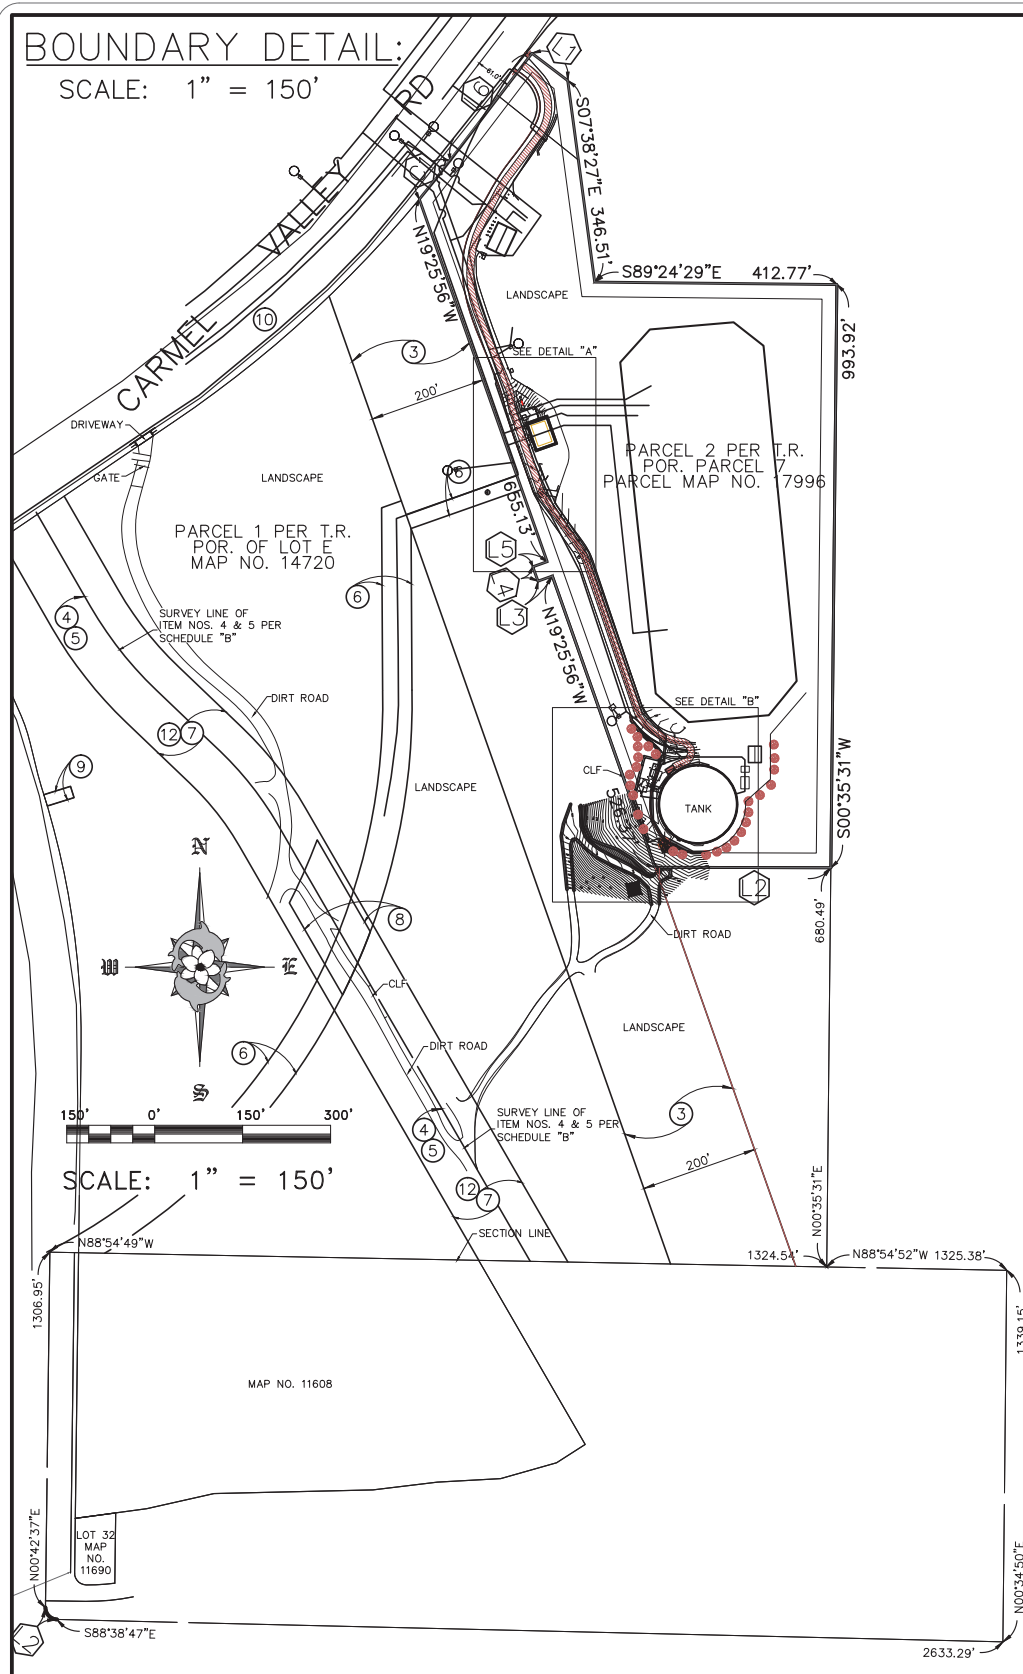 BOUNDARY DETAIL:
SCALE: 1" = 150'
CARMEL VALLEY RD
61.0'
L1
C
S07°38'27"E 346.51'
N19°25'56"W
S89°24'29"E 412.77'
LANDSCAPE
10
3
SEE DETAIL "A"
993.92'
200'
DRIVEWAY
GATE
LANDSCAPE
6
PARCEL 2 PER T.R.
POR. PARCEL 7
PARCEL MAP NO. 17996
655.13'
PARCEL 1 PER T.R.
POR. OF LOT E
MAP NO. 14720
L5
L4
L3
6
4
5
SURVEY LINE OF
ITEM NOS. 4 & 5 PER
SCHEDULE "B"
N19°25'56"W
DIRT ROAD
SEE DETAIL "B"
12
7
9
CLF
LANDSCAPE
526.37'
TANK
S00°35'31"W
N
L2
8
680.49'
DIRT ROAD
W
E
CLF
LANDSCAPE
DIRT ROAD
6
S
150' 0' 150' 300'
SURVEY LINE OF
ITEM NOS. 4 & 5 PER
SCHEDULE "B"
3
4
5
SCALE: 1" = 150'
200'
12
7
N00°35'31"E
SECTION LINE
N88°54'49"W
1324.54'
N88°54'52"W 1325.38'
1306.95'
1339.15'
MAP NO. 11608
N00°42'37"E
LOT 32
MAP
NO.
11690
N00°34'50"E
S88°38'47"E
2633.29'